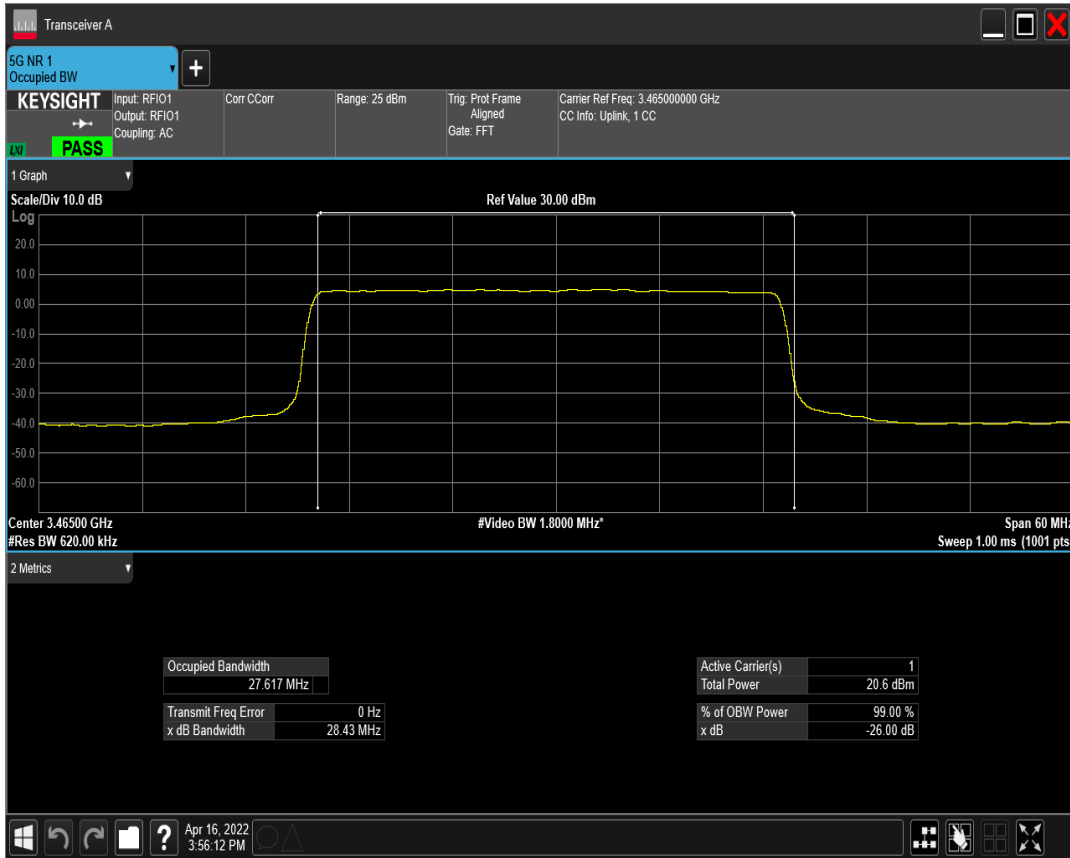 Transceiver A
5G NR 1
Occupied BW
KEYSIGHT
Input: RFIO1
Output: RFIO1
Coupling: AC
Corr CCorr
Range: 25 dBm
Trig: Prot Frame
Aligned
Gate: FFT
Carrier Ref Freq: 3.465000000 GHz
CC Info: Uplink, 1 CC
LXI
PASS
1 Graph
Scale/Div 10.0 dB
Ref Value 30.00 dBm
Log
20.0
10.0
0.00
-10.0
-20.0
-30.0
-40.0
-50.0
-60.0
Center 3.46500 GHz
#Video BW 1.8000 MHz*
Span 60 MHz
#Res BW 620.00 kHz
Sweep 1.00 ms (1001 pts
2 Metrics
Occupied Bandwidth
27.617 MHz
Transmit Freq Error 0 Hz
x dB Bandwidth 28.43 MHz
Active Carrier(s) 1
Total Power 20.6 dBm
% of OBW Power 99.00 %
x dB -26.00 dB
?
Apr 16, 2022
3:56:12 PM